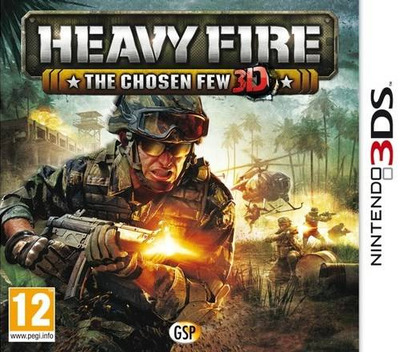 HEAVY FIRE
THE CHOSEN FEW 3D
NINTENDO 3DS
12
www.pegi.info
GSP